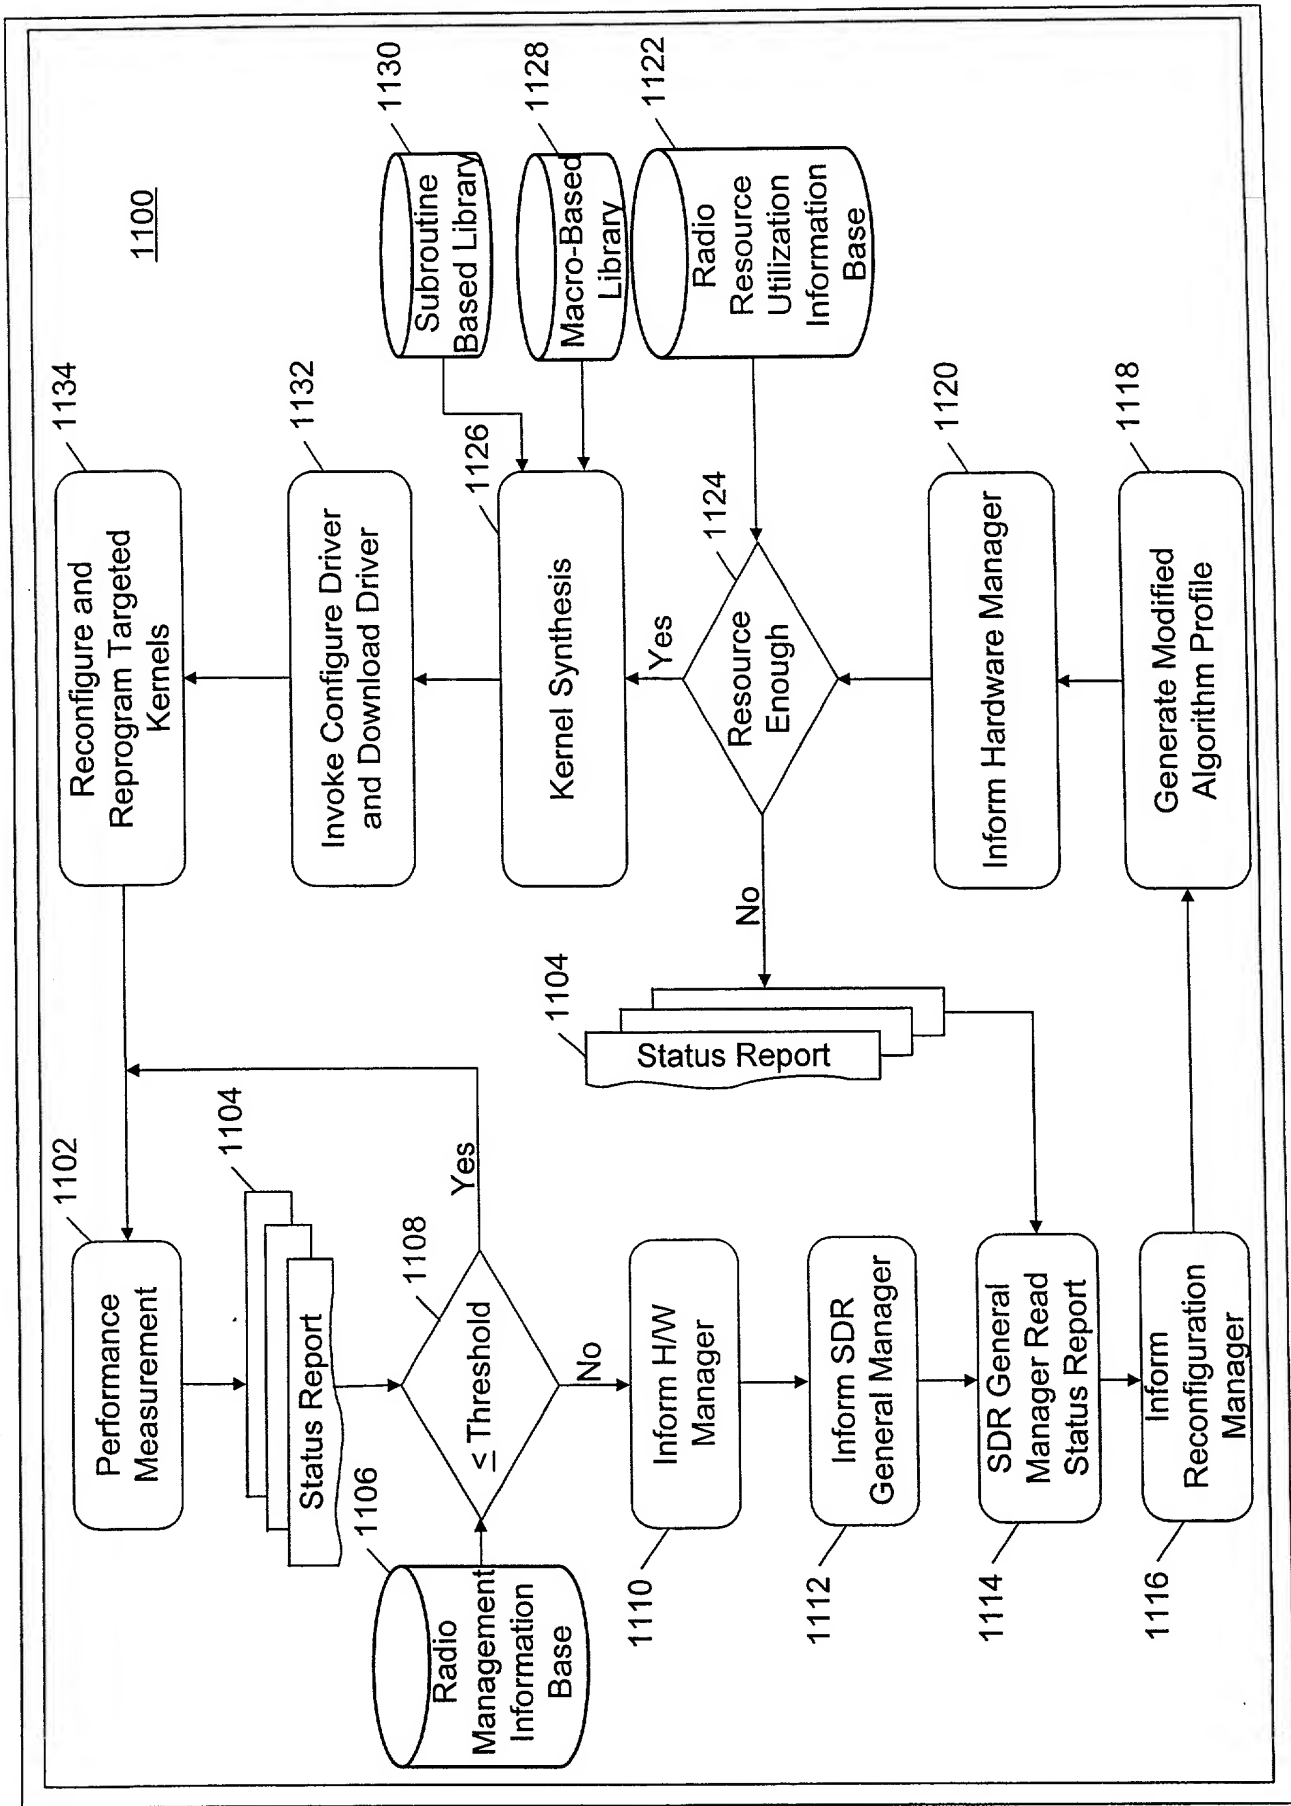 1100
1102
Performance
Measurement
1104
Status Report
1106
Radio
Management
Information
Base
1108
≤ Threshold
Yes
No
1110
Inform H/W
Manager
1112
Inform SDR
General Manager
1114
SDR General
Manager Read
Status Report
1116
Inform
Reconfiguration
Manager
1104
Status Report
1134
Reconfigure and
Reprogram Targeted
Kernels
1132
Invoke Configure Driver
and Download Driver
1126
Kernel Synthesis
Yes
1124
Resource
Enough
No
1120
Inform Hardware Manager
1118
Generate Modified
Algorithm Profile
1130
Subroutine
Based Library
1128
Macro-Based
Library
1122
Radio
Resource
Utilization
Information
Base